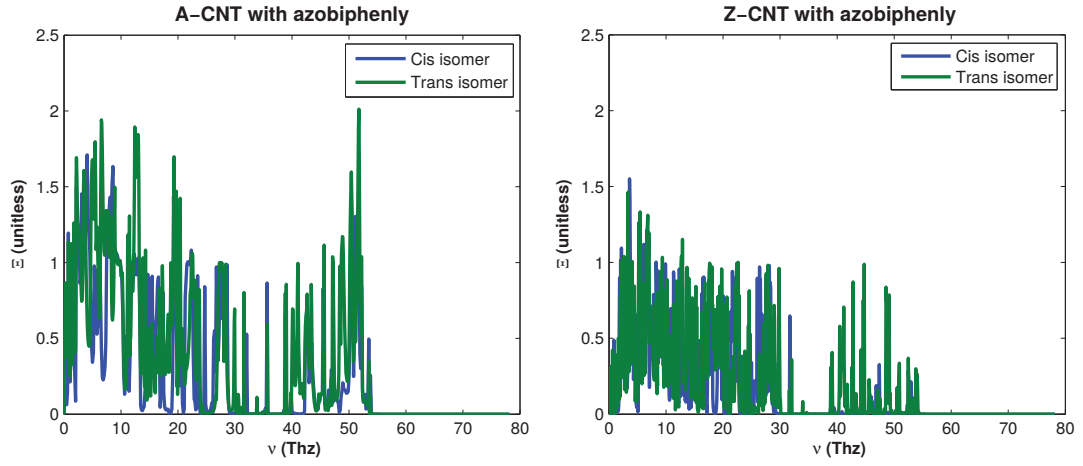 A−CNT with azobiphenly
2.5
2
1.5
1
0.5
0
Ξ (unitless)
Cis isomer
Trans isomer
0 10 20 30 40 50 60 70 80
ν (Thz)
Z−CNT with azobiphenly
2.5
2
1.5
1
0.5
0
Ξ (unitless)
Cis isomer
Trans isomer
0 10 20 30 40 50 60 70 80
ν (Thz)